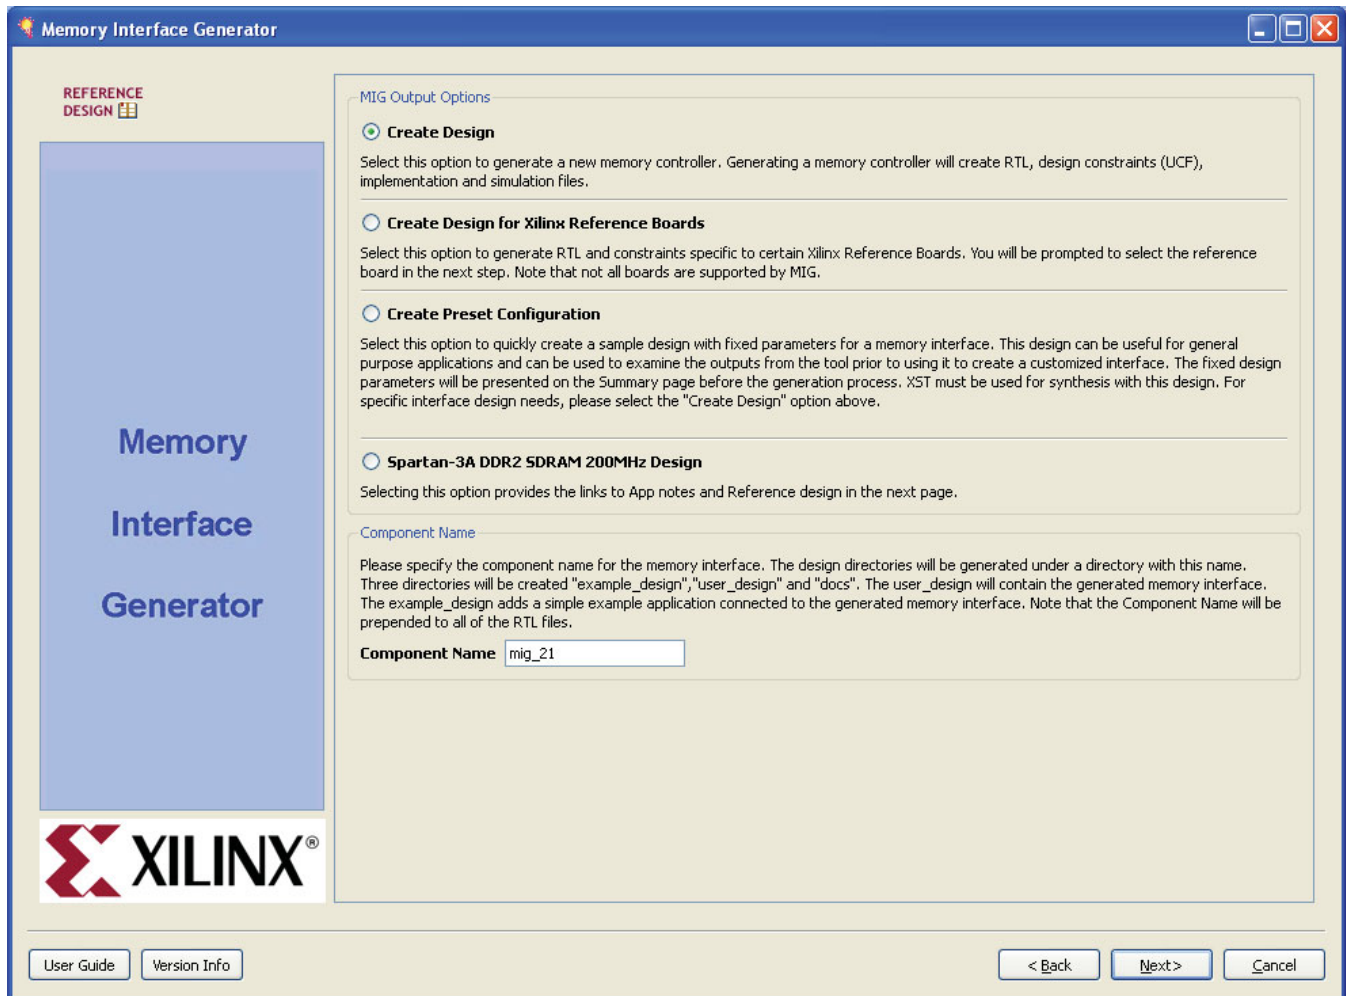 Memory Interface Generator
REFERENCE
DESIGN
Memory
Interface
Generator
XILINX®
MIG Output Options
Create Design
Select this option to generate a new memory controller. Generating a memory controller will create RTL, design constraints (UCF),
implementation and simulation files.
Create Design for Xilinx Reference Boards
Select this option to generate RTL and constraints specific to certain Xilinx Reference Boards. You will be prompted to select the reference
board in the next step. Note that not all boards are supported by MIG.
Create Preset Configuration
Select this option to quickly create a sample design with fixed parameters for a memory interface. This design can be useful for general
purpose applications and can be used to examine the outputs from the tool prior to using it to create a customized interface. The fixed design
parameters will be presented on the Summary page before the generation process. XST must be used for synthesis with this design. For
specific interface design needs, please select the "Create Design" option above.
Spartan-3A DDR2 SDRAM 200MHz Design
Selecting this option provides the links to App notes and Reference design in the next page.
Component Name
Please specify the component name for the memory interface. The design directories will be generated under a directory with this name.
Three directories will be created "example_design","user_design" and "docs". The user_design will contain the generated memory interface.
The example_design adds a simple example application connected to the generated memory interface. Note that the Component Name will be
prepended to all of the RTL files.
Component Name mig_21
User Guide Version Info < Back Next> Cancel